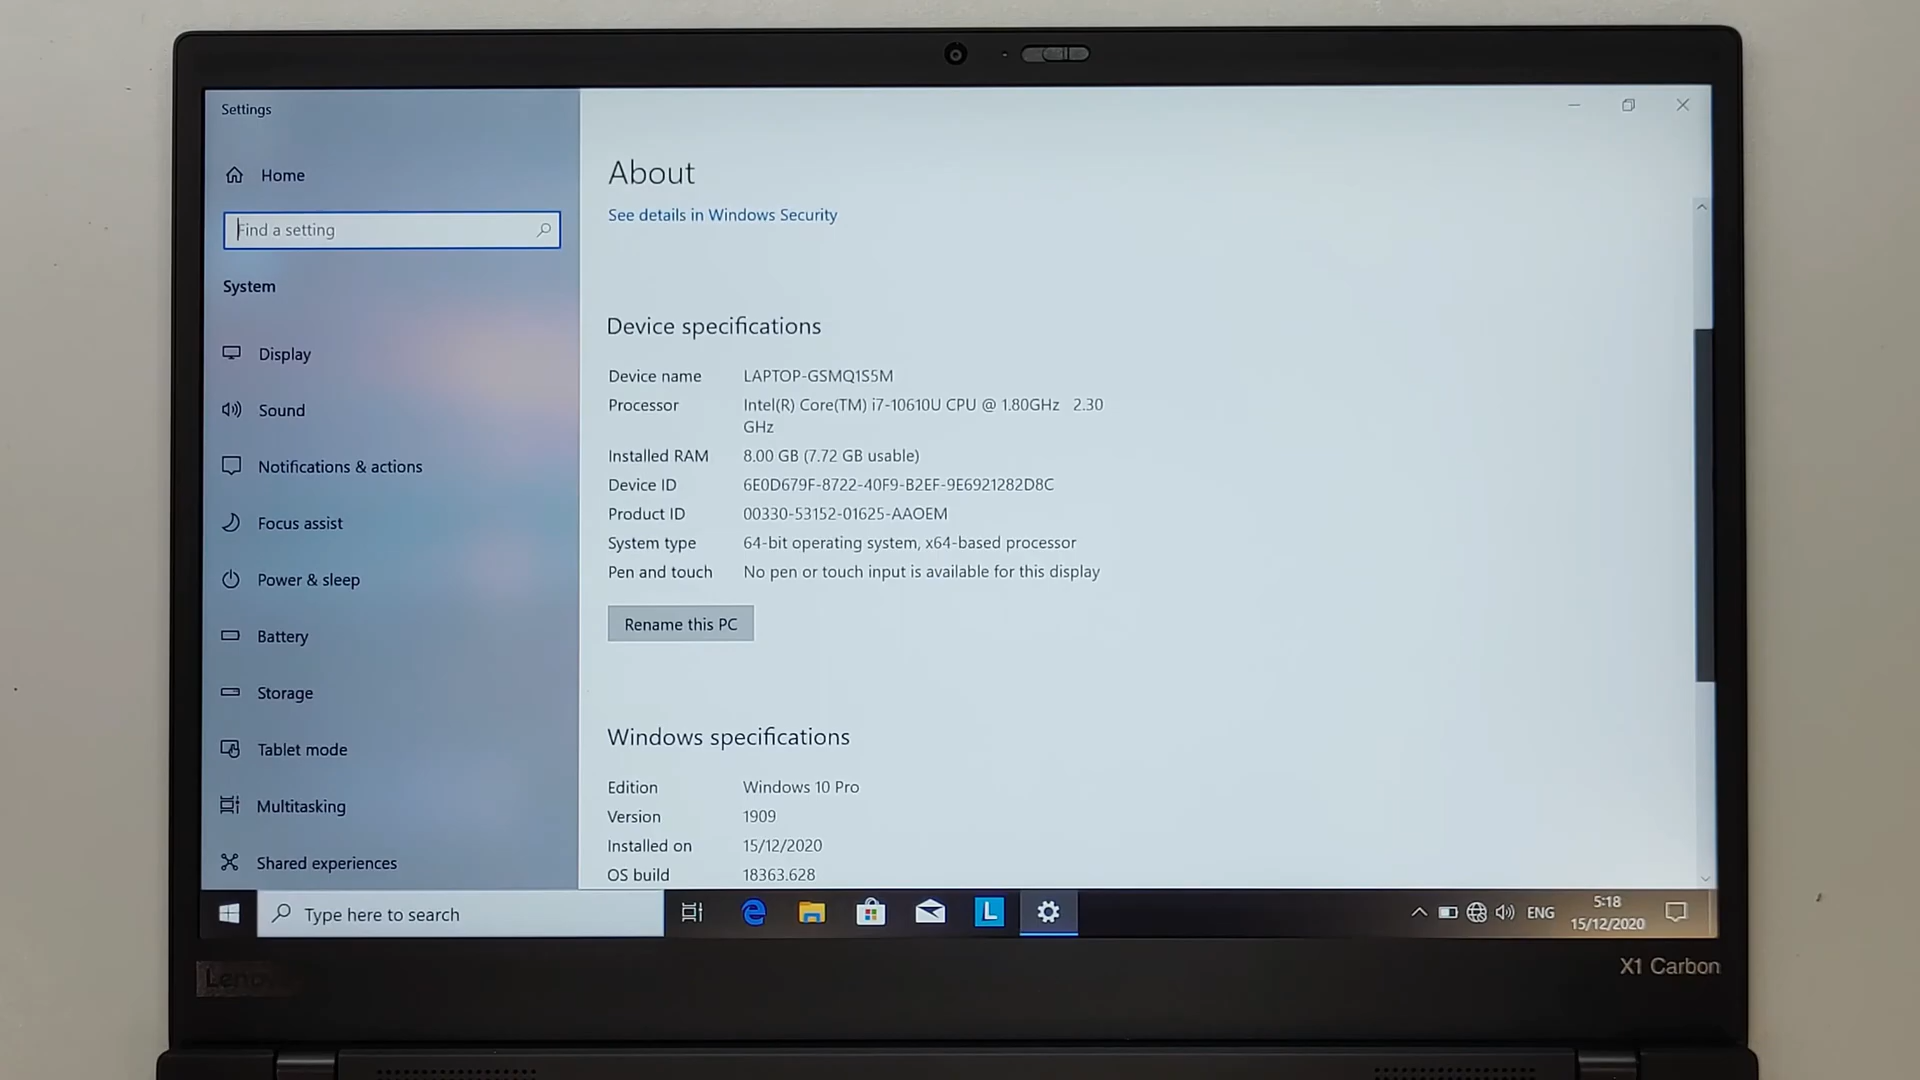 Settings
Home
Find a setting
System
Display
Sound
Notifications & actions
Focus assist
Power & sleep
Battery
Storage
Tablet mode
Multitasking
Shared experiences
About
See details in Windows Security
Device specifications
Device name LAPTOP-GSMQ1S5M
Processor Intel(R) Core(TM) i7-10610U CPU @ 1.80GHz 2.30
GHz
Installed RAM 8.00 GB (7.72 GB usable)
Device ID 6E0D679F-8722-40F9-B2EF-9E6921282D8C
Product ID 00330-53152-01625-AAOEM
System type 64-bit operating system, x64-based processor
Pen and touch No pen or touch input is available for this display
Rename this PC
Windows specifications
Edition Windows 10 Pro
Version 1909
Installed on 15/12/2020
OS build 18363.628
Type here to search
L
ENG
5:18
15/12/2020
Lenovo
X1 Carbon